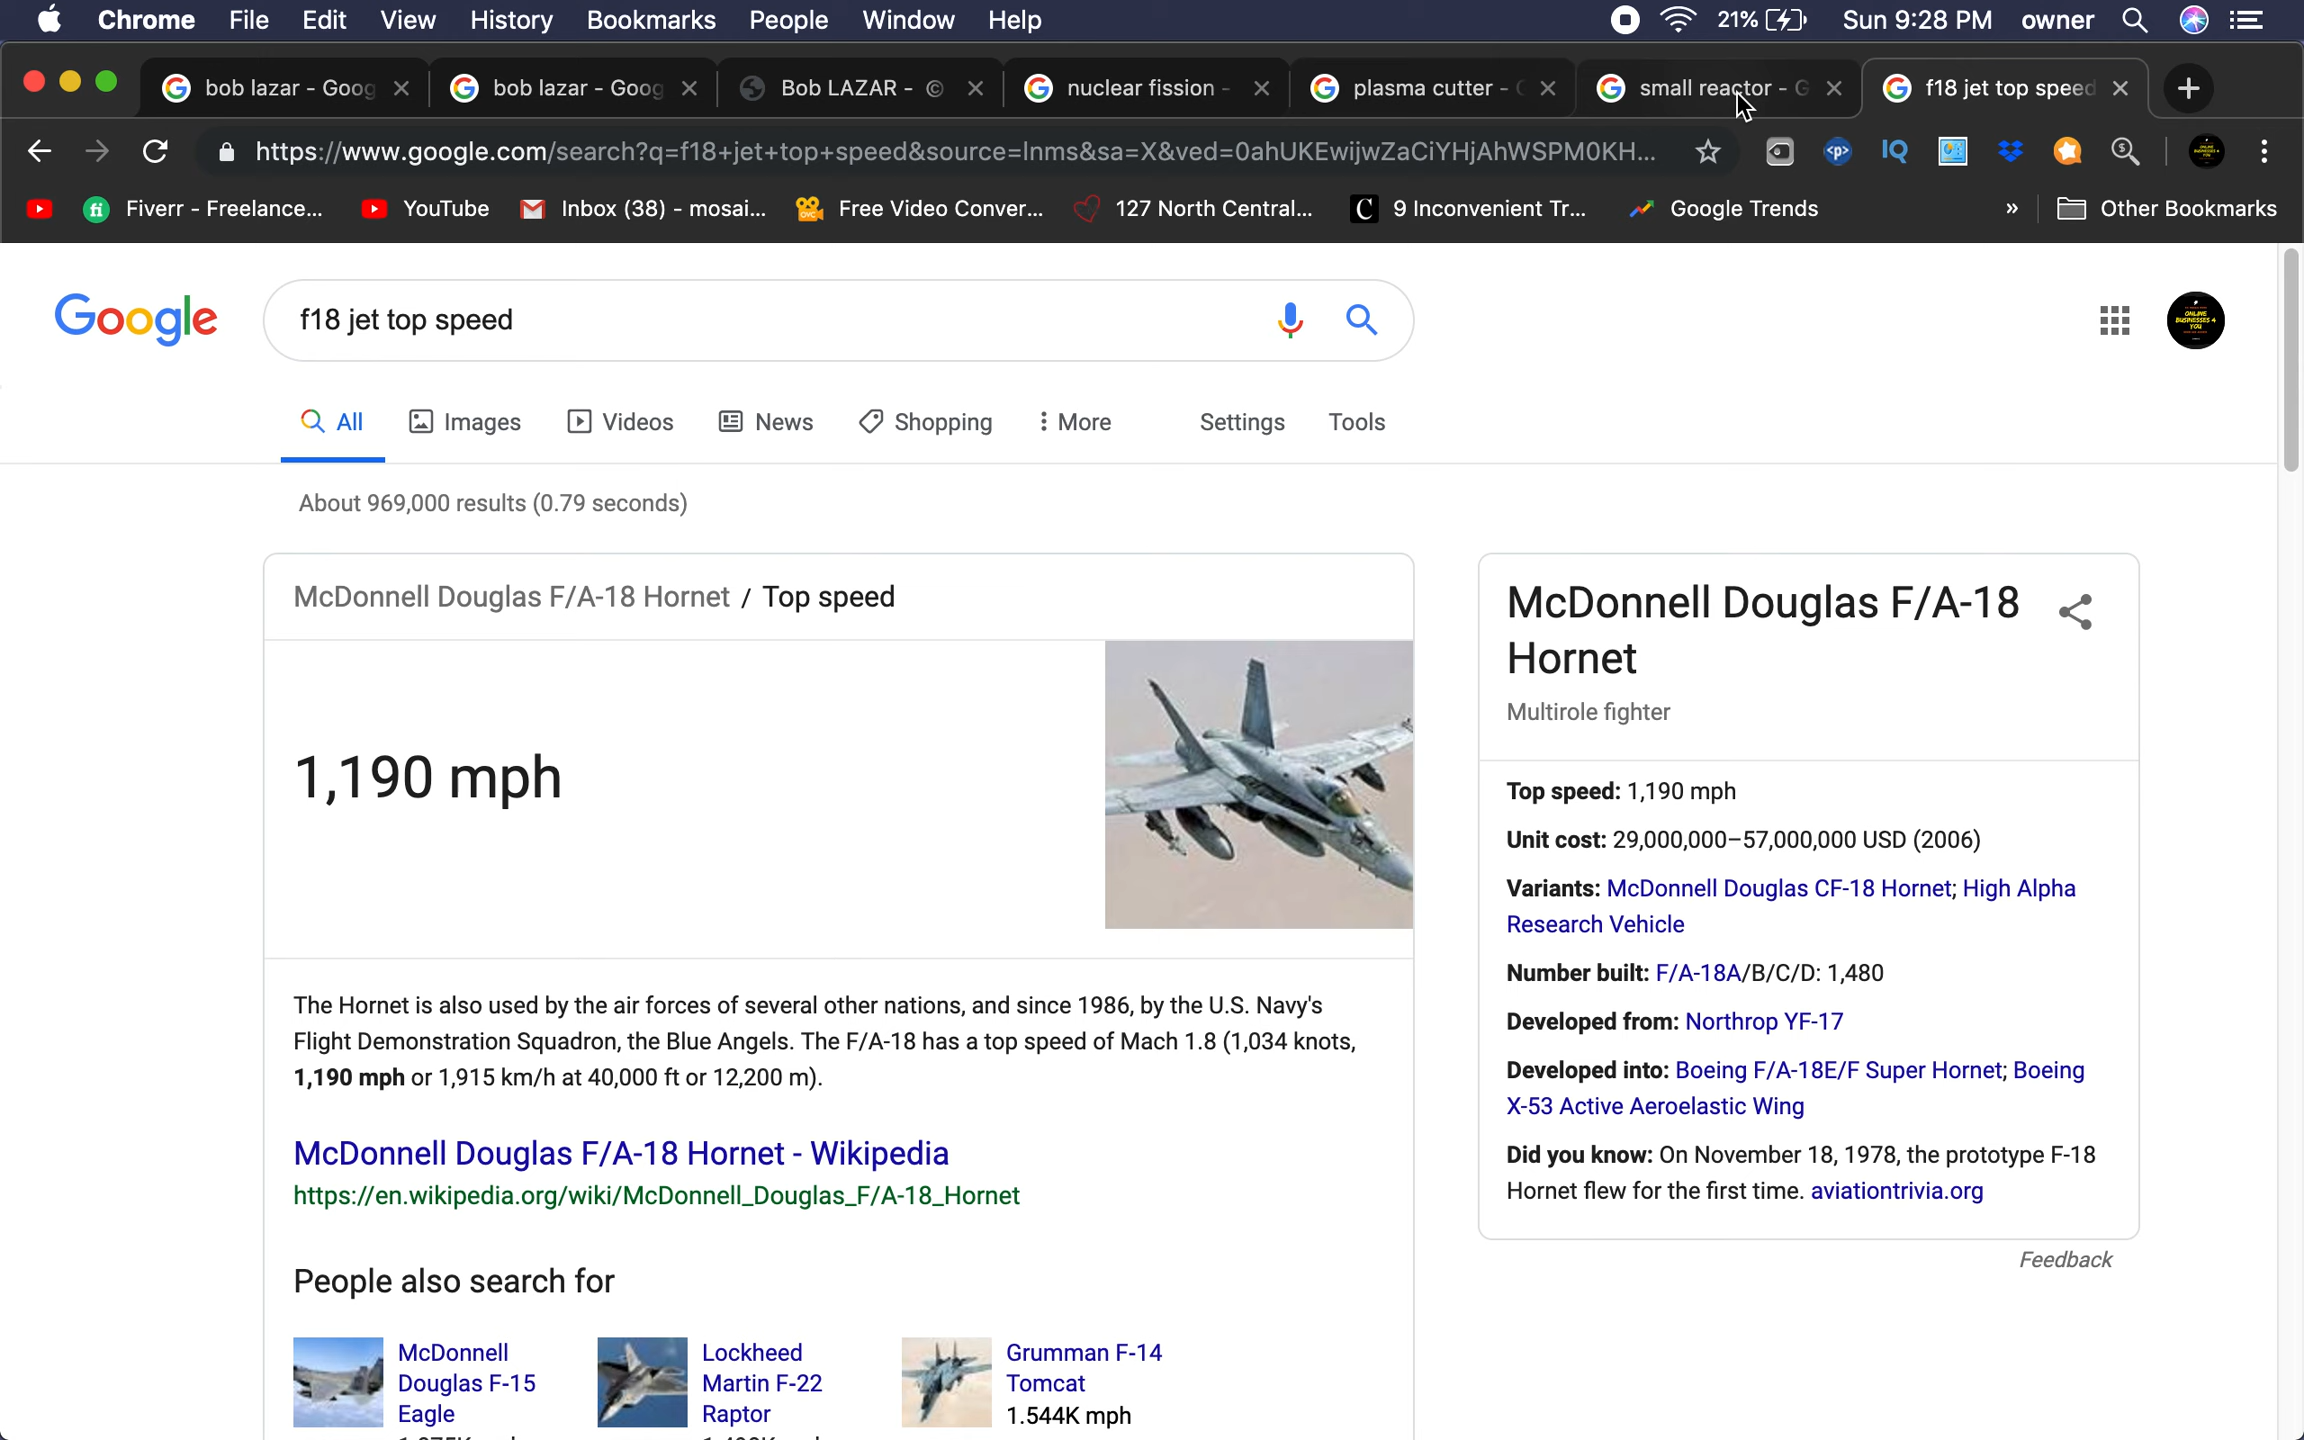 Chrome File Edit View History Bookmarks People Window Help 21% Sun 9:28 PM owner
bob lazar - Goog bob lazar - Goog Bob LAZAR - © nuclear fission - plasma cutter - small reactor - G f18 jet top speed
https://www.google.com/search?q=f18+jet+top+speed&source=lnms&sa=X&ved=0ahUKEwijwZaCiYHjAhWSPM0KH...
Fiverr - Freelance... YouTube Inbox (38) - mosai... Free Video Conver... 127 North Central... 9 Inconvenient Tr... Google Trends » Other Bookmarks
Google f18 jet top speed
All Images Videos News Shopping More Settings Tools
About 969,000 results (0.79 seconds)
McDonnell Douglas F/A-18 Hornet / Top speed
1,190 mph
The Hornet is also used by the air forces of several other nations, and since 1986, by the U.S. Navy's
Flight Demonstration Squadron, the Blue Angels. The F/A-18 has a top speed of Mach 1.8 (1,034 knots,
1,190 mph or 1,915 km/h at 40,000 ft or 12,200 m).
McDonnell Douglas F/A-18 Hornet - Wikipedia
https://en.wikipedia.org/wiki/McDonnell_Douglas_F/A-18_Hornet
People also search for
McDonnell
Douglas F-15
Eagle
Lockheed
Martin F-22
Raptor
Grumman F-14
Tomcat
1.544K mph
McDonnell Douglas F/A-18
Hornet
Multirole fighter
Top speed: 1,190 mph
Unit cost: 29,000,000–57,000,000 USD (2006)
Variants: McDonnell Douglas CF-18 Hornet; High Alpha
Research Vehicle
Number built: F/A-18A/B/C/D: 1,480
Developed from: Northrop YF-17
Developed into: Boeing F/A-18E/F Super Hornet; Boeing
X-53 Active Aeroelastic Wing
Did you know: On November 18, 1978, the prototype F-18
Hornet flew for the first time. aviationtrivia.org
Feedback